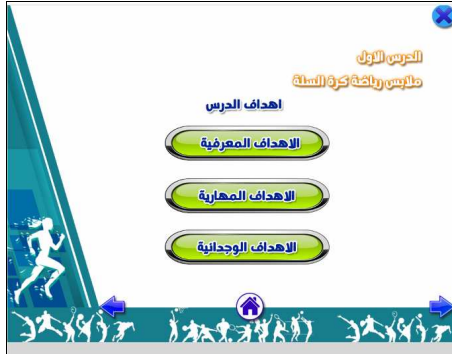 الدرس الاول
ملابس رياضة كرة السلة
اهداف الدرس
الاهداف المعرفية
الاهداف المهارية
الاهداف الوجدانية